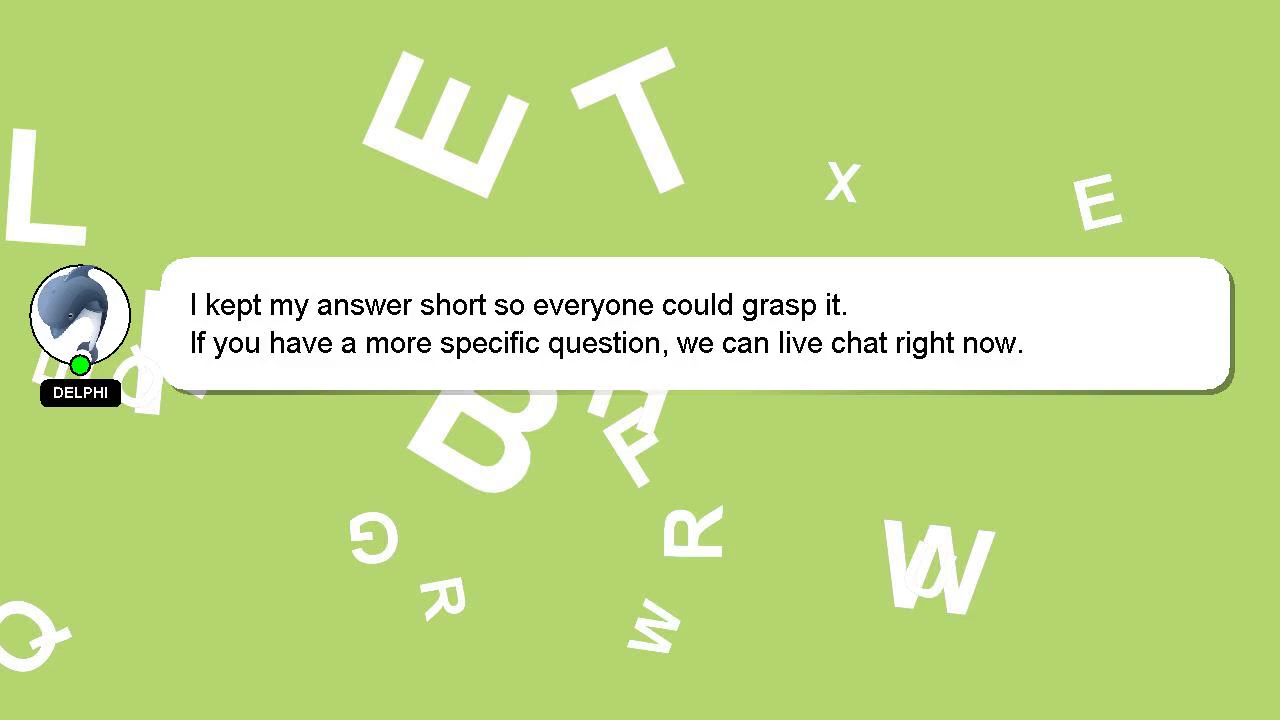 E T
L
X
E
I kept my answer short so everyone could grasp it.
If you have a more specific question, we can live chat right now.
DELPHI
B
G
R
W
R
W
Q